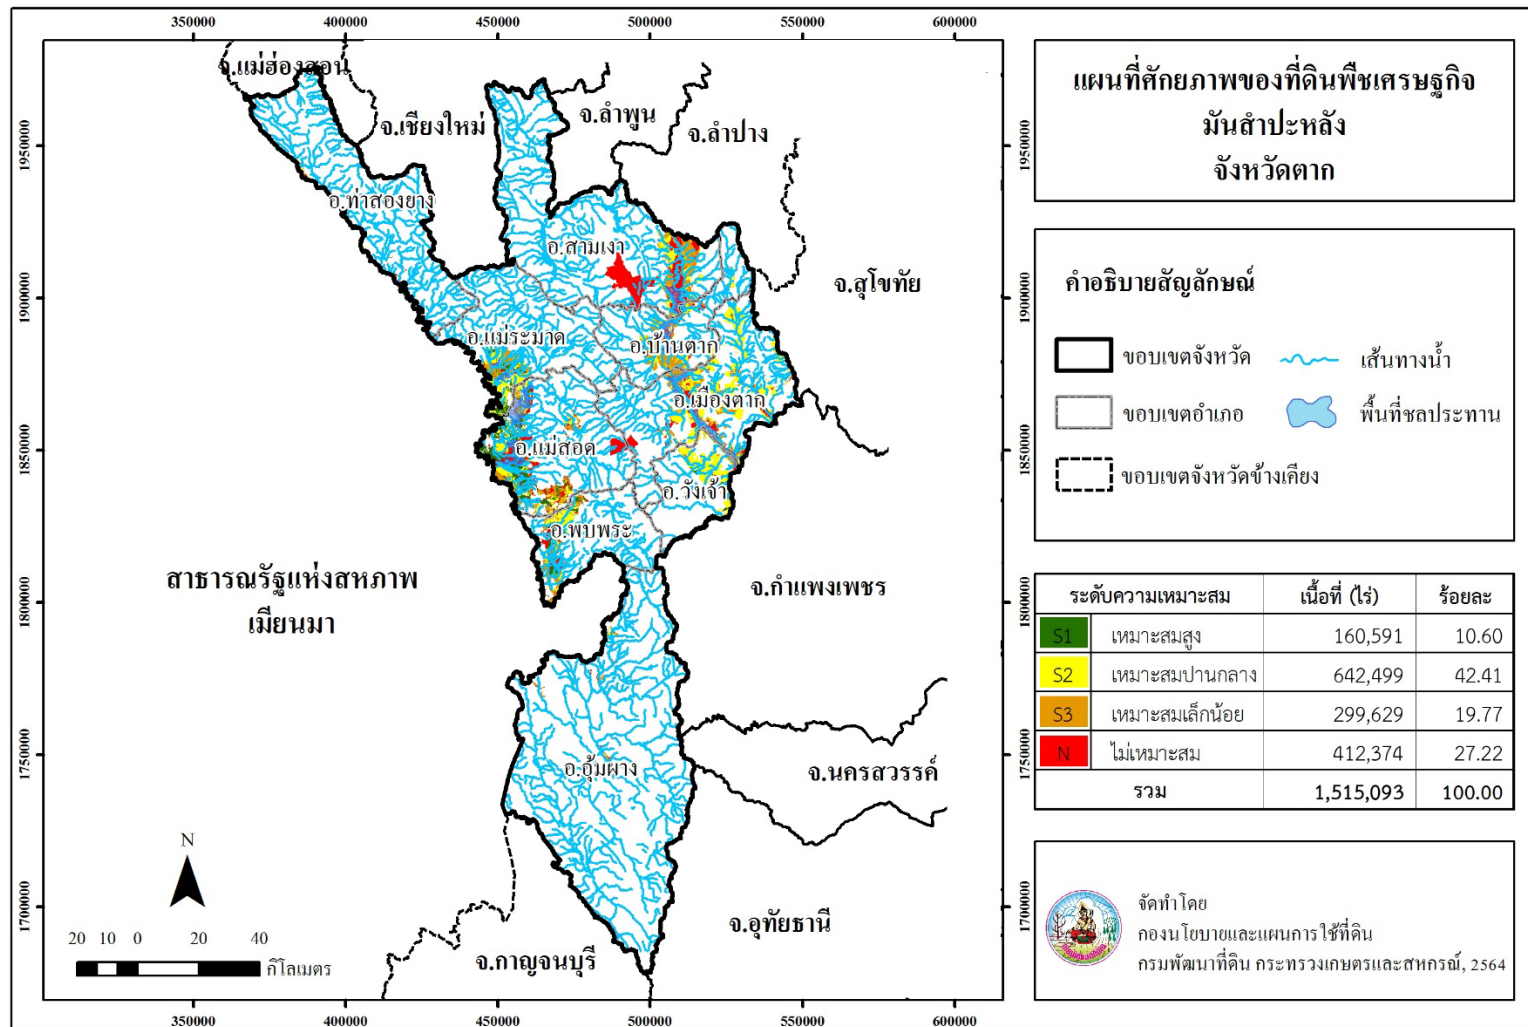 350000 400000 450000 500000 550000 600000
1950000
1900000
1850000
1800000
1750000
1700000
จ.แม่ฮ่องสอน
จ.เชียงใหม่
จ.ลำพูน
จ.ลำปาง
อ.ท่าสองยาง
อ.สามเงา
จ.สุโขทัย
อ.แม่ระมาด
อ.บ้านตาก
อ.เมืองตาก
อ.แม่สอด
อ.วังเจ้า
อ.พบพระ
สาธารณรัฐแห่งสหภาพ
เมียนมา
จ.กำแพงเพชร
อ.อุ้มผาง
จ.นครสวรรค์
จ.อุทัยธานี
จ.กาญจนบุรี
N
20 10 0 20 40
กิโลเมตร
1950000
1900000
1850000
1800000
1750000
1700000
350000 400000 450000 500000 550000 600000
แผนที่ศักยภาพของที่ดินพืชเศรษฐกิจ
มันสำปะหลัง
จังหวัดตาก
คำอธิบายสัญลักษณ์
ขอบเขตจังหวัด เส้นทางน้ำ
ขอบเขตอำเภอ พื้นที่ชลประทาน
ขอบเขตจังหวัดข้างเคียง
ระดับความเหมาะสม เนื้อที่ (ไร่) ร้อยละ
S1 เหมาะสมสูง 160,591 10.60
S2 เหมาะสมปานกลาง 642,499 42.41
S3 เหมาะสมเล็กน้อย 299,629 19.77
N ไม่เหมาะสม 412,374 27.22
รวม 1,515,093 100.00
จัดทำโดย
กองนโยบายและแผนการใช้ที่ดิน
กรมพัฒนาที่ดิน กระทรวงเกษตรและสหกรณ์, 2564